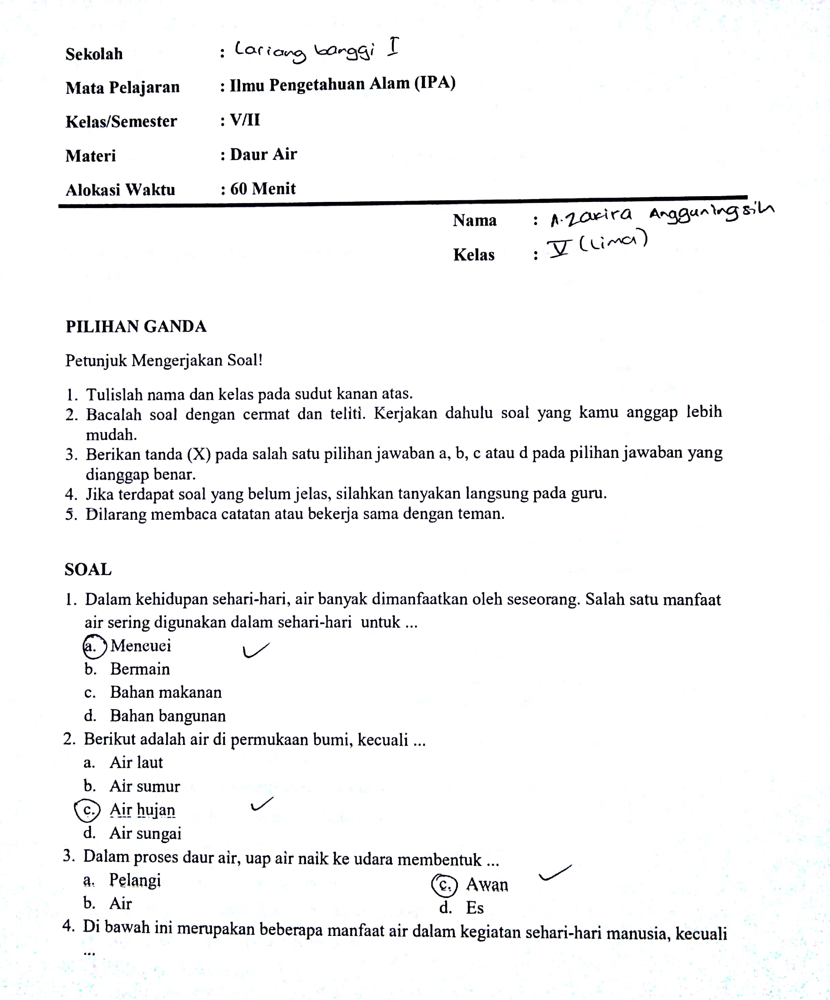 Sekolah : Lariang banggi I
Mata Pelajaran : Ilmu Pengetahuan Alam (IPA)
Kelas/Semester : V/II
Materi : Daur Air
Alokasi Waktu : 60 Menit
Nama : A. Zakira Angguningsih
Kelas : V (Lima)
PILIHAN GANDA
Petunjuk Mengerjakan Soal!
1. Tulislah nama dan kelas pada sudut kanan atas.
2. Bacalah soal dengan cermat dan teliti. Kerjakan dahulu soal yang kamu anggap lebih
mudah.
3. Berikan tanda (X) pada salah satu pilihan jawaban a, b, c atau d pada pilihan jawaban yang
dianggap benar.
4. Jika terdapat soal yang belum jelas, silahkan tanyakan langsung pada guru.
5. Dilarang membaca catatan atau bekerja sama dengan teman.
SOAL
1. Dalam kehidupan sehari-hari, air banyak dimanfaatkan oleh seseorang. Salah satu manfaat
air sering digunakan dalam sehari-hari untuk ...
a. Mencuci
b. Bermain
c. Bahan makanan
d. Bahan bangunan
2. Berikut adalah air di permukaan bumi, kecuali ...
a. Air laut
b. Air sumur
c. Air hujan
d. Air sungai
3. Dalam proses daur air, uap air naik ke udara membentuk ...
a. Pelangi c. Awan
b. Air d. Es
4. Di bawah ini merupakan beberapa manfaat air dalam kegiatan sehari-hari manusia, kecuali
...